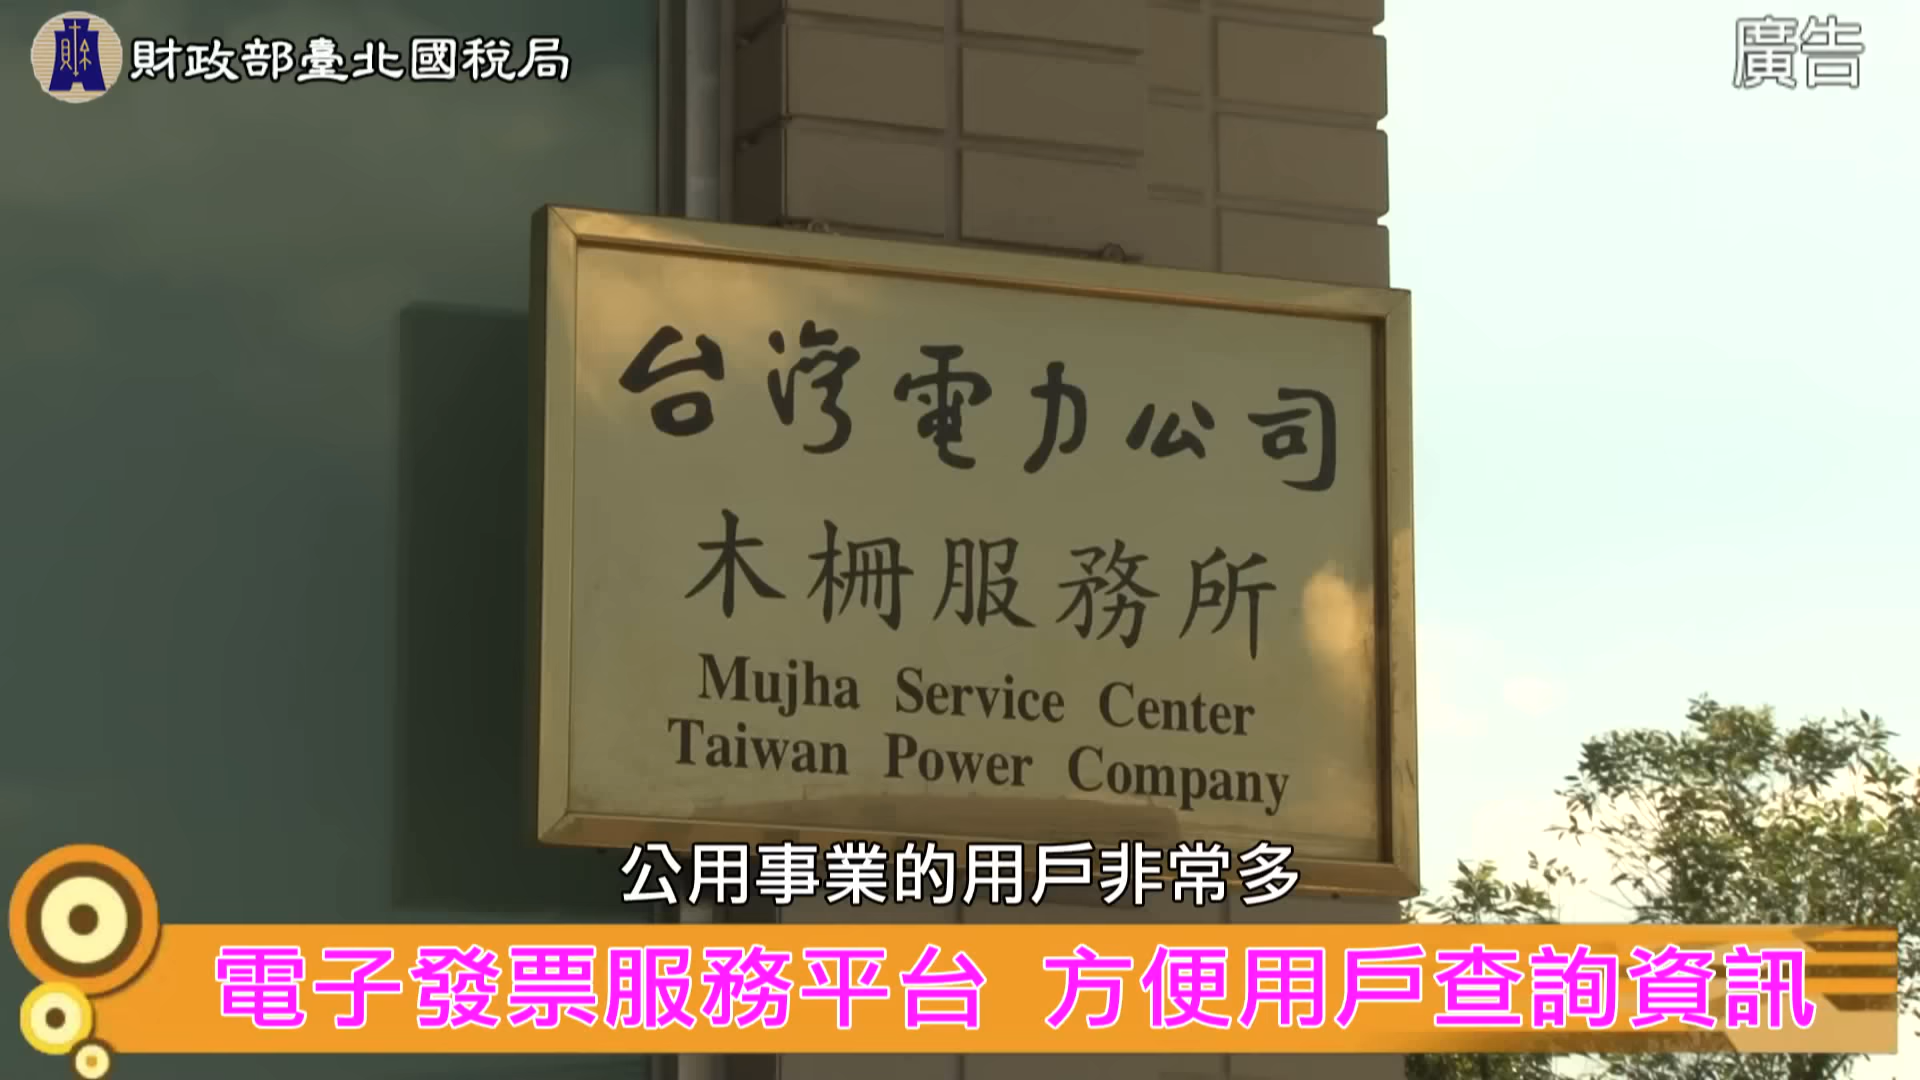 財政部臺北國稅局
廣告
台灣電力公司
木柵服務所
Mujha Service Center
Taiwan Power Company
公用事業的用戶非常多
電子發票服務平台 方便用戶查詢資訊